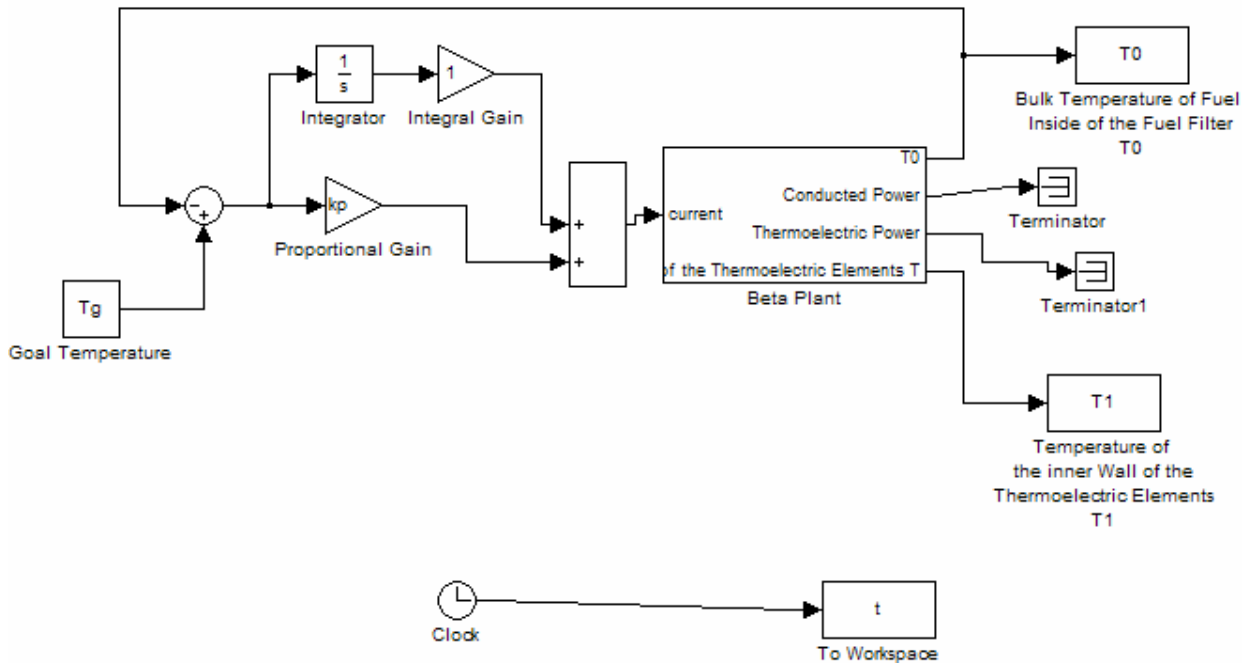 T0
Bulk Temperature of Fuel
Inside of the Fuel Filter
T0
1
s
Integrator
1
Integral Gain
kp
Proportional Gain
-
+
Tg
Goal Temperature
+
+
current
T0
Conducted Power
Thermoelectric Power
of the Thermoelectric Elements T
Beta Plant
Terminator
Terminator1
T1
Temperature of
the inner Wall of the
Thermoelectric Elements
T1
Clock
t
To Workspace